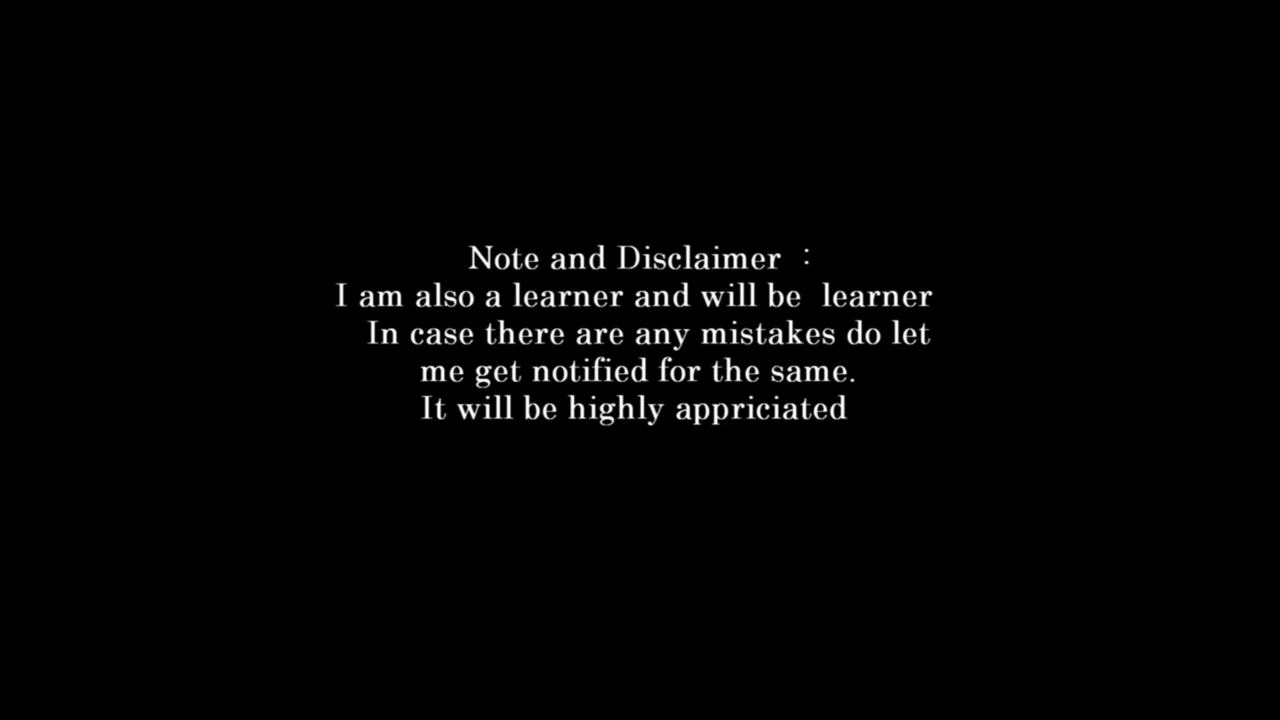 Note and Disclaimer :
I am also a learner and will be learner
In case there are any mistakes do let
me get notified for the same.
It will be highly appriciated